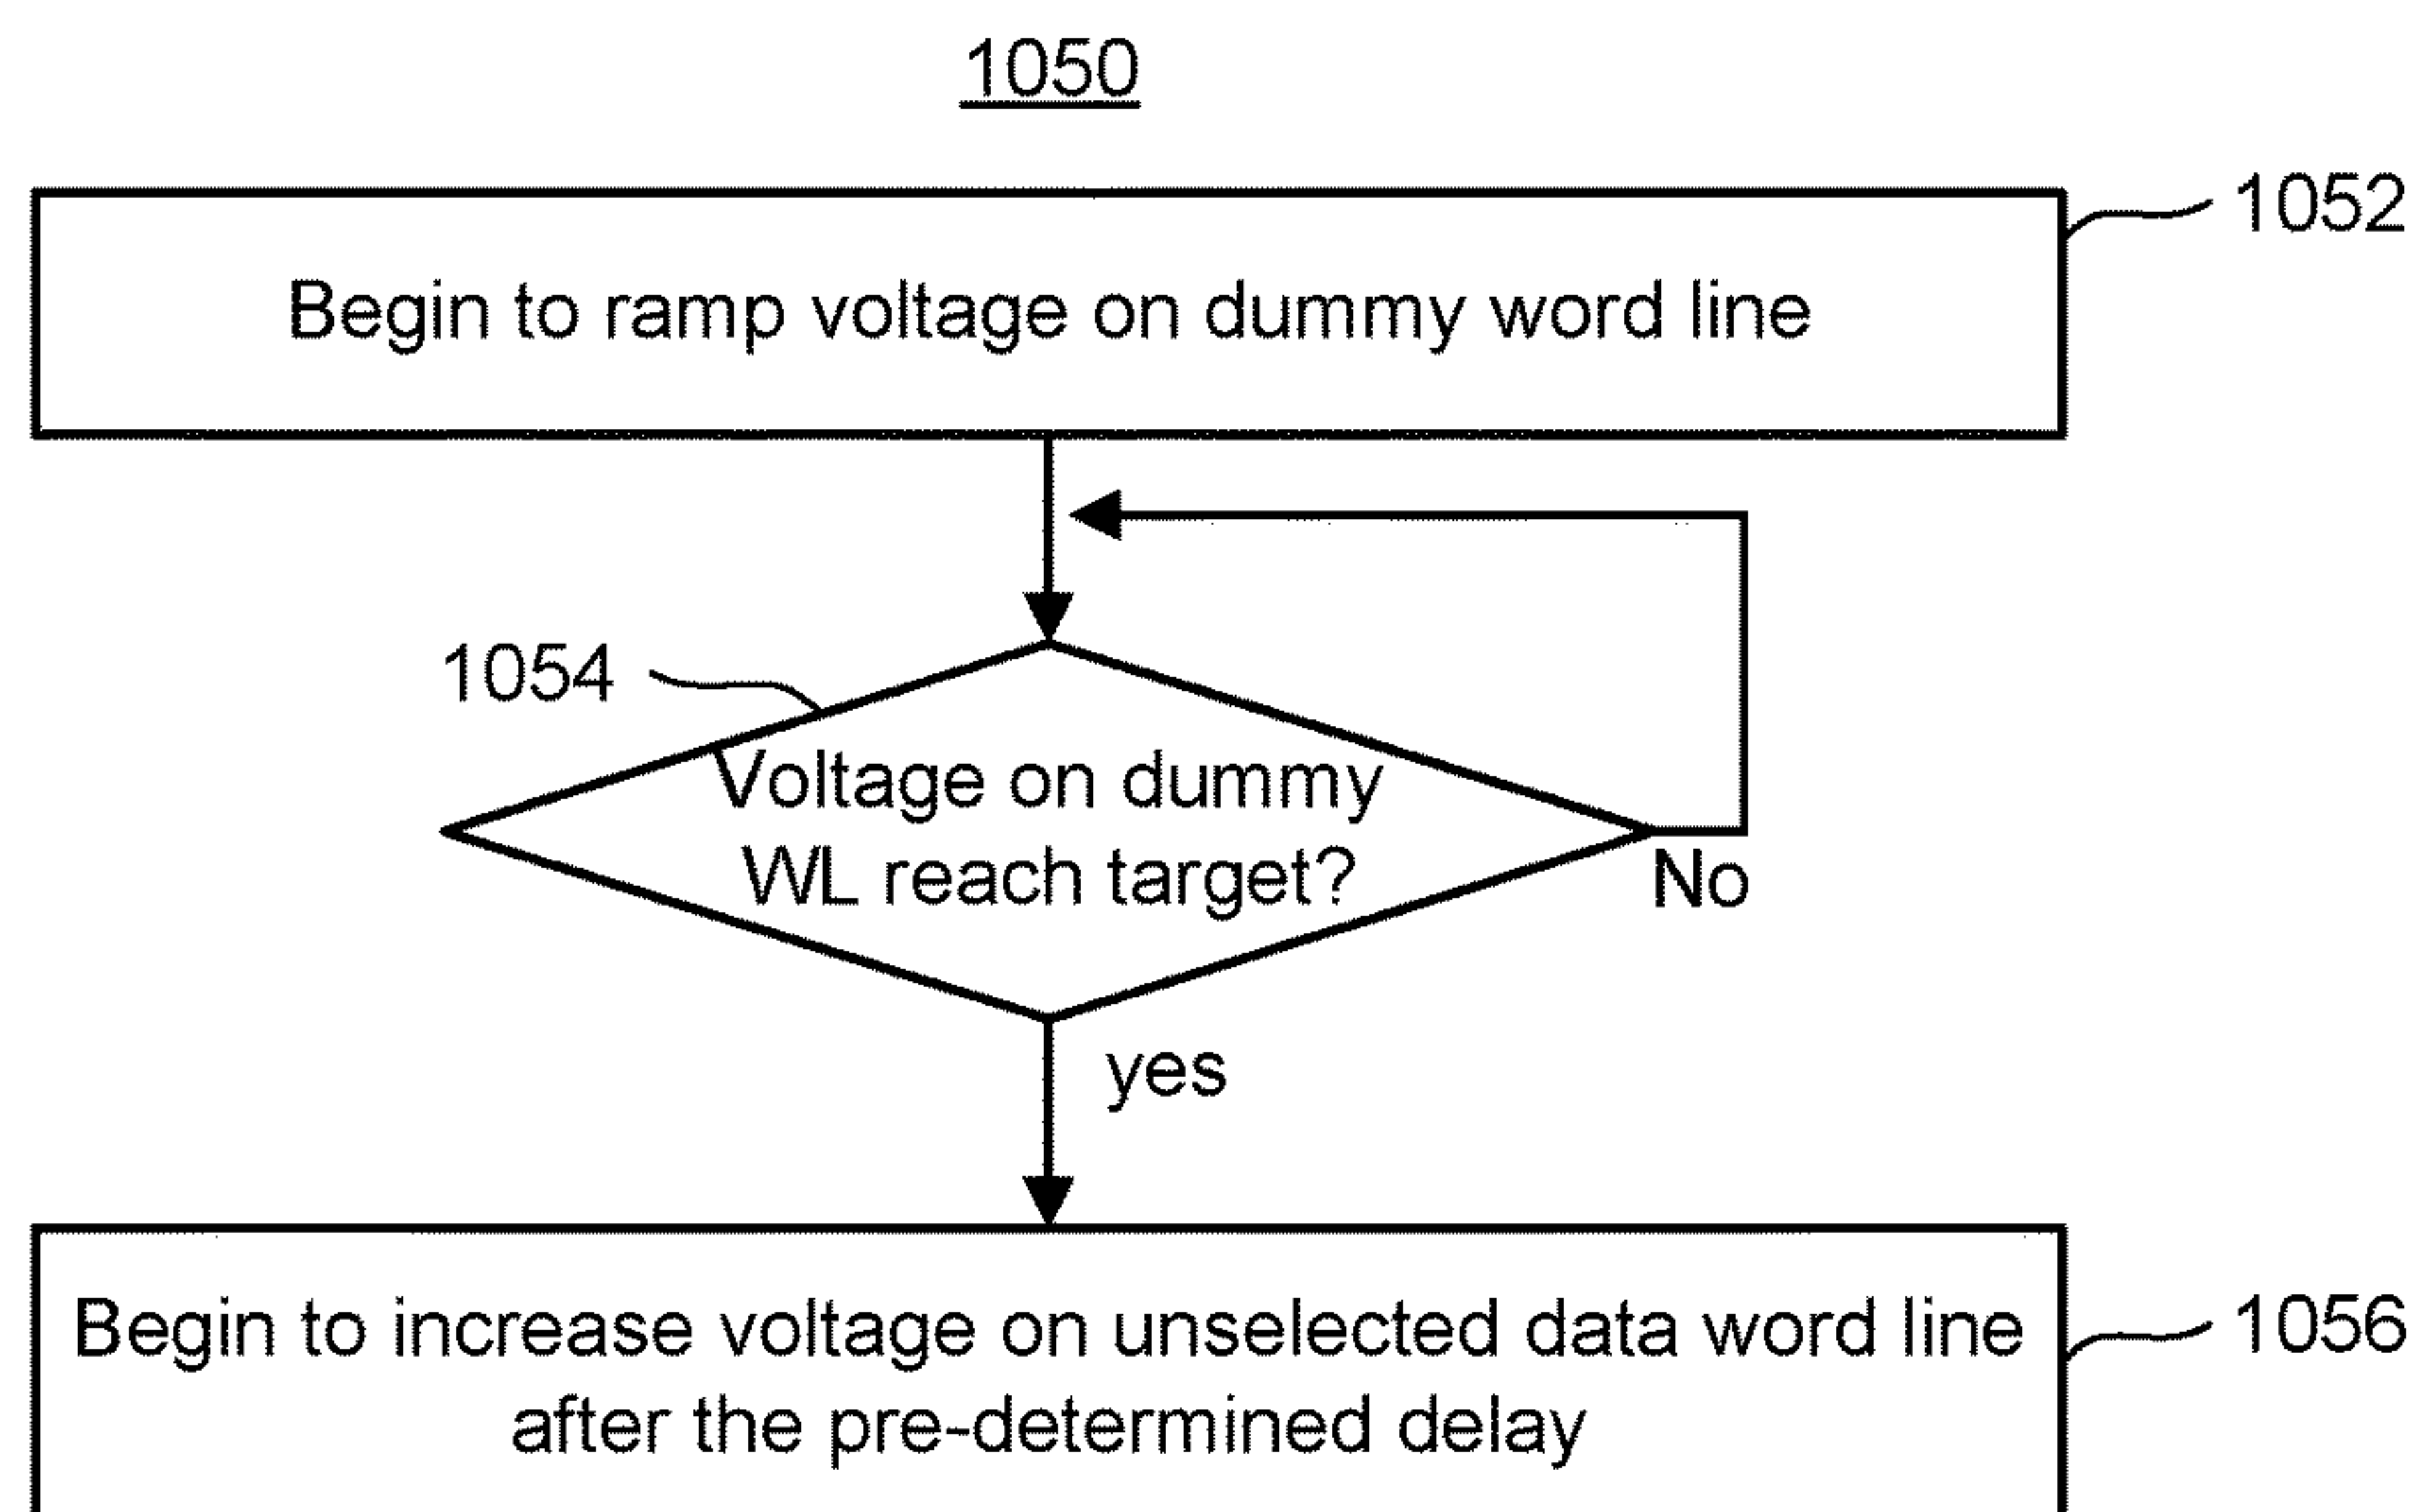 1050
1052
Begin to ramp voltage on dummy word line
1054
Voltage on dummy
WL reach target?
No
yes
Begin to increase voltage on unselected data word line
1056
after the pre-determined delay